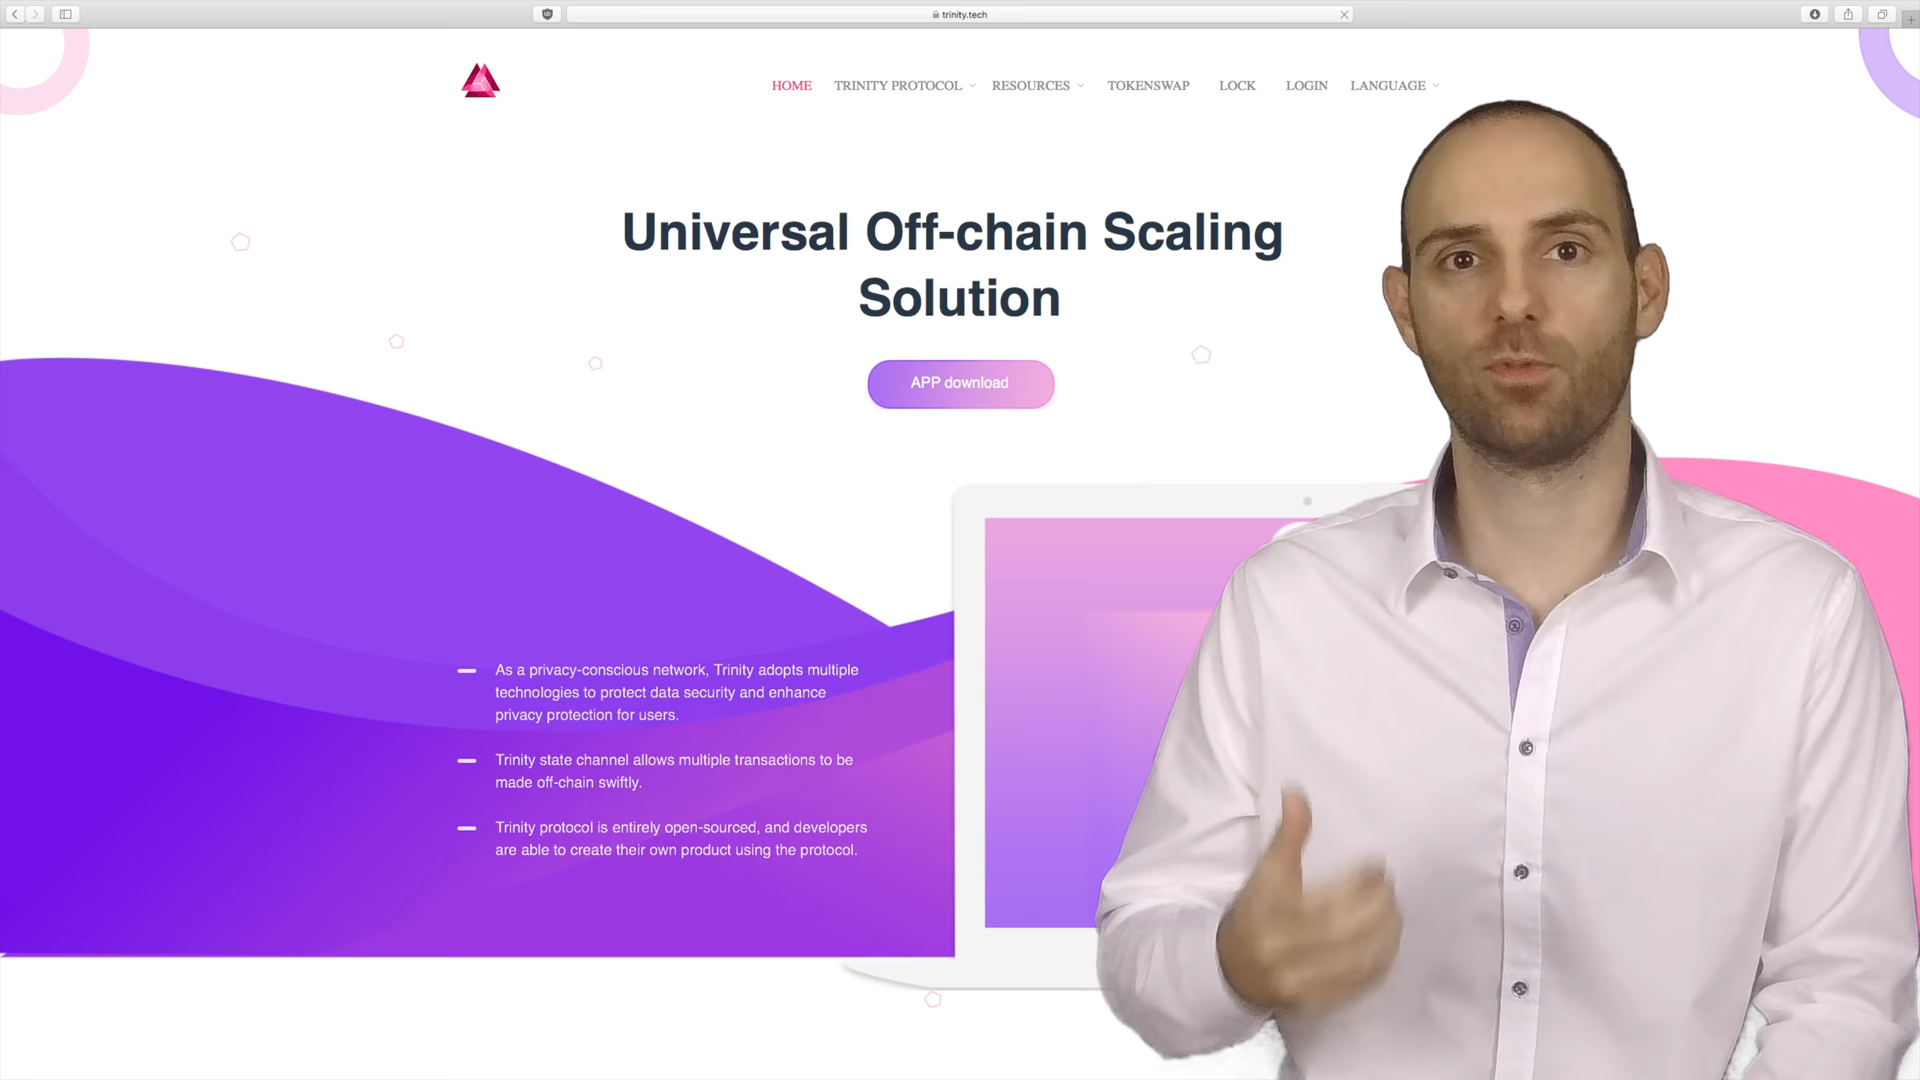 trinity.tech
HOME TRINITY PROTOCOL RESOURCES TOKENSWAP LOCK LOGIN LANGUAGE
Universal Off-chain Scaling
Solution
APP download
As a privacy-conscious network, Trinity adopts multiple
technologies to protect data security and enhance
privacy protection for users.
Trinity state channel allows multiple transactions to be
made off-chain swiftly.
Trinity protocol is entirely open-sourced, and developers
are able to create their own product using the protocol.